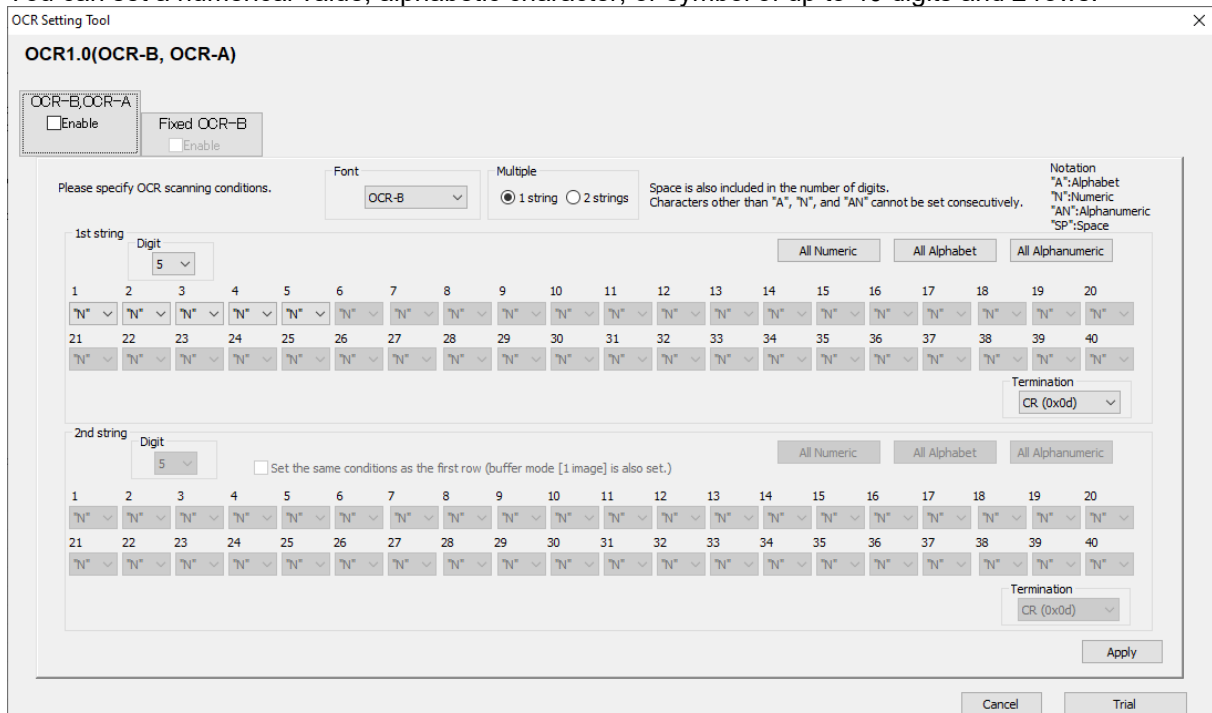 OCR Setting Tool
OCR1.0(OCR-B, OCR-A)
OCR-B,OCR-A
Enable
Fixed OCR-B
Enable
Please specify OCR scanning conditions.
Font
OCR-B
Multiple
1 string 2 strings
Space is also included in the number of digits.
Characters other than "A", "N", and "AN" cannot be set consecutively.
Notation
"A":Alphabet
"N":Numeric
"AN":Alphanumeric
"SP":Space
1st string
Digit
5
All Numeric All Alphabet All Alphanumeric
1 2 3 4 5 6 7 8 9 10 11 12 13 14 15 16 17 18 19 20
"N" "N" "N" "N" "N" "N" "N" "N" "N" "N" "N" "N" "N" "N" "N" "N" "N" "N" "N" "N"
21 22 23 24 25 26 27 28 29 30 31 32 33 34 35 36 37 38 39 40
"N" "N" "N" "N" "N" "N" "N" "N" "N" "N" "N" "N" "N" "N" "N" "N" "N" "N" "N" "N"
Termination
CR (0x0d)
2nd string
Digit
5
Set the same conditions as the first row (buffer mode [1 image] is also set.)
All Numeric All Alphabet All Alphanumeric
1 2 3 4 5 6 7 8 9 10 11 12 13 14 15 16 17 18 19 20
"N" "N" "N" "N" "N" "N" "N" "N" "N" "N" "N" "N" "N" "N" "N" "N" "N" "N" "N" "N"
21 22 23 24 25 26 27 28 29 30 31 32 33 34 35 36 37 38 39 40
"N" "N" "N" "N" "N" "N" "N" "N" "N" "N" "N" "N" "N" "N" "N" "N" "N" "N" "N" "N"
Termination
CR (0x0d)
Apply
Cancel Trial